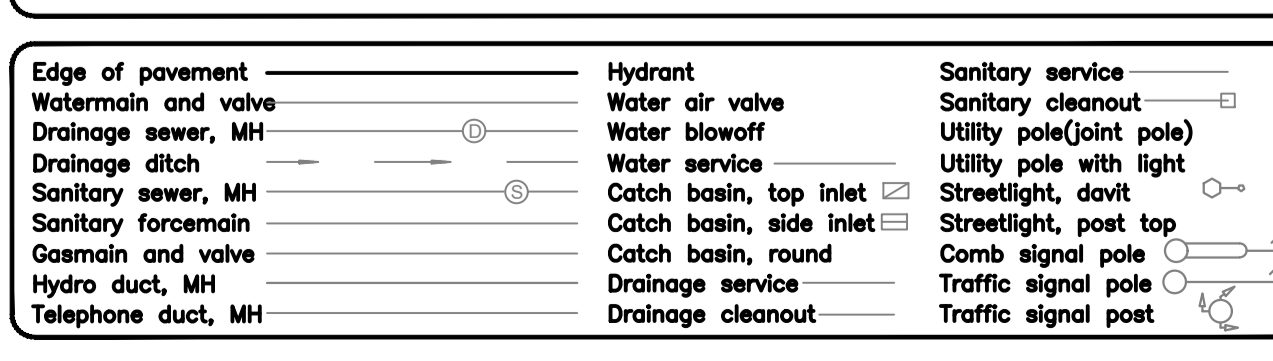 Edge of pavement
Watermain and valve
Drainage sewer, MH D
Drainage ditch
Sanitary sewer, MH S
Sanitary forcemain
Gasmain and valve
Hydro duct, MH
Telephone duct, MH
Hydrant
Water air valve
Water blowoff
Water service
Catch basin, top inlet
Catch basin, side inlet
Catch basin, round
Drainage service
Drainage cleanout
Sanitary service
Sanitary cleanout
Utility pole(joint pole)
Utility pole with light
Streetlight, davit
Streetlight, post top
Comb signal pole
Traffic signal pole
Traffic signal post